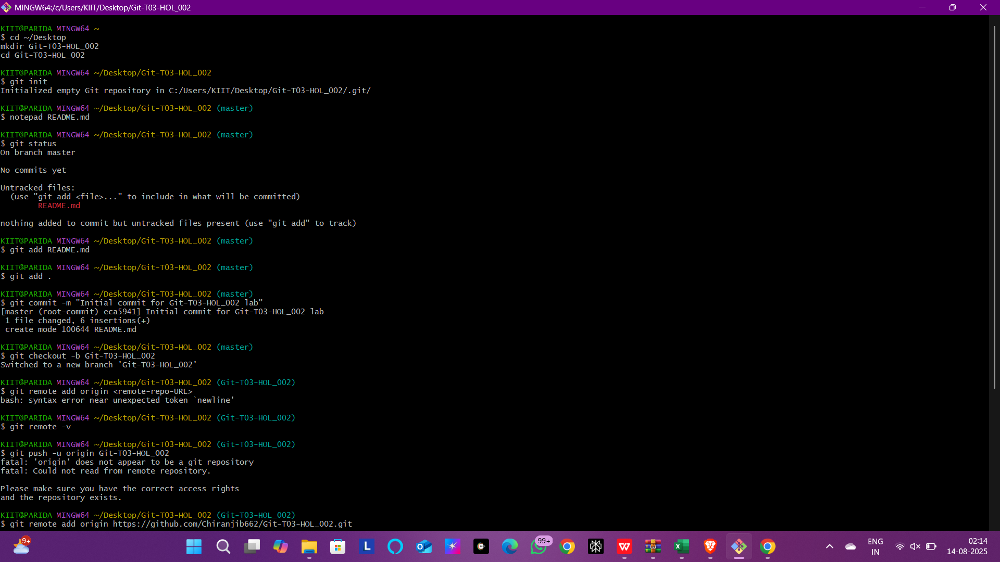 MINGW64:/c/Users/KIIT/Desktop/Git-T03-HOL_002
KIIT@PARIDA MINGW64 ~
$ cd ~/Desktop
mkdir Git-T03-HOL_002
cd Git-T03-HOL_002
KIIT@PARIDA MINGW64 ~/Desktop/Git-T03-HOL_002
$ git init
Initialized empty Git repository in C:/Users/KIIT/Desktop/Git-T03-HOL_002/.git/
KIIT@PARIDA MINGW64 ~/Desktop/Git-T03-HOL_002 (master)
$ notepad README.md
KIIT@PARIDA MINGW64 ~/Desktop/Git-T03-HOL_002 (master)
$ git status
On branch master
No commits yet
Untracked files:
(use "git add <file>..." to include in what will be committed)
README.md
nothing added to commit but untracked files present (use "git add" to track)
KIIT@PARIDA MINGW64 ~/Desktop/Git-T03-HOL_002 (master)
$ git add README.md
KIIT@PARIDA MINGW64 ~/Desktop/Git-T03-HOL_002 (master)
$ git add .
KIIT@PARIDA MINGW64 ~/Desktop/Git-T03-HOL_002 (master)
$ git commit -m "Initial commit for Git-T03-HOL_002 lab"
[master (root-commit) eca5941] Initial commit for Git-T03-HOL_002 lab
1 file changed, 6 insertions(+)
create mode 100644 README.md
KIIT@PARIDA MINGW64 ~/Desktop/Git-T03-HOL_002 (master)
$ git checkout -b Git-T03-HOL_002
Switched to a new branch 'Git-T03-HOL_002'
KIIT@PARIDA MINGW64 ~/Desktop/Git-T03-HOL_002 (Git-T03-HOL_002)
$ git remote add origin <remote-repo-URL>
bash: syntax error near unexpected token `newline'
KIIT@PARIDA MINGW64 ~/Desktop/Git-T03-HOL_002 (Git-T03-HOL_002)
$ git remote -v
KIIT@PARIDA MINGW64 ~/Desktop/Git-T03-HOL_002 (Git-T03-HOL_002)
$ git push -u origin Git-T03-HOL_002
fatal: 'origin' does not appear to be a git repository
fatal: Could not read from remote repository.
Please make sure you have the correct access rights
and the repository exists.
KIIT@PARIDA MINGW64 ~/Desktop/Git-T03-HOL_002 (Git-T03-HOL_002)
$ git remote add origin https://github.com/Chiranjib662/Git-T03-HOL_002.git
9+
L
O
99+
W
X
ENG
IN
02:14
14-08-2025